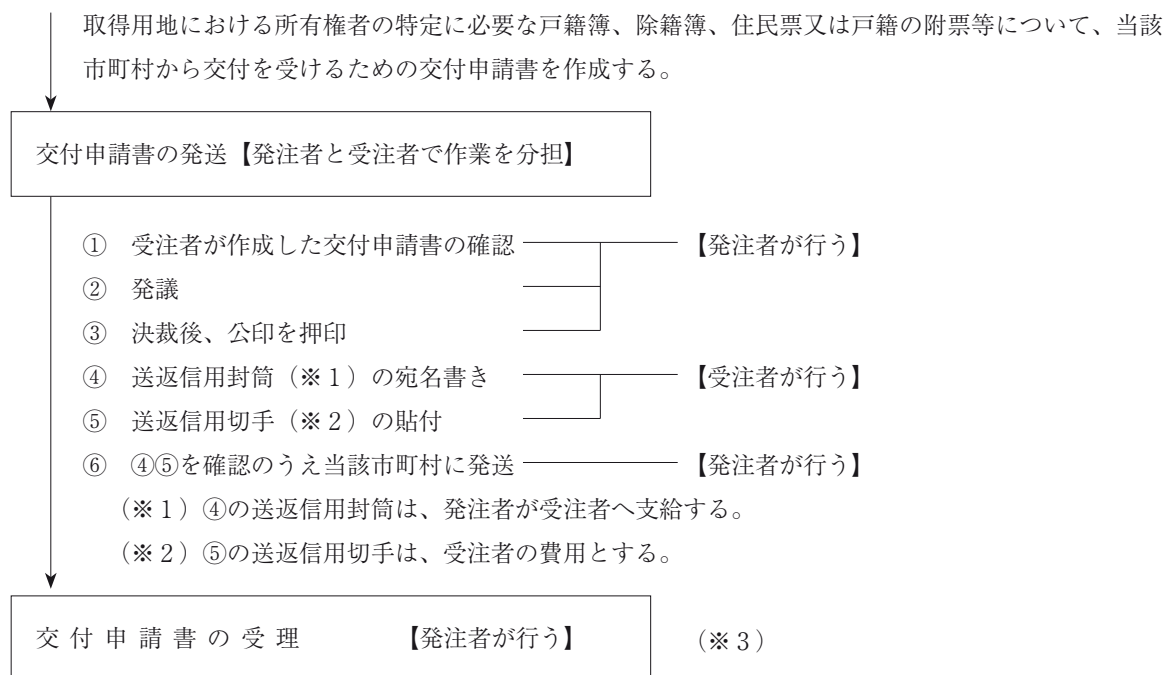 取得用地における所有権者の特定に必要な戸籍簿、除籍簿、住民票又は戸籍の附票等について、当該
市町村から交付を受けるための交付申請書を作成する。
交付申請書の発送【発注者と受注者で作業を分担】
① 受注者が作成した交付申請書の確認 【発注者が行う】
② 発議
③ 決裁後、公印を押印
④ 送返信用封筒（※１）の宛名書き 【受注者が行う】
⑤ 送返信用切手（※２）の貼付
⑥ ④⑤を確認のうえ当該市町村に発送 【発注者が行う】
（※１）④の送返信用封筒は、発注者が受注者へ支給する。
（※２）⑤の送返信用切手は、受注者の費用とする。
交付申請書の受理 【発注者が行う】 （※３）